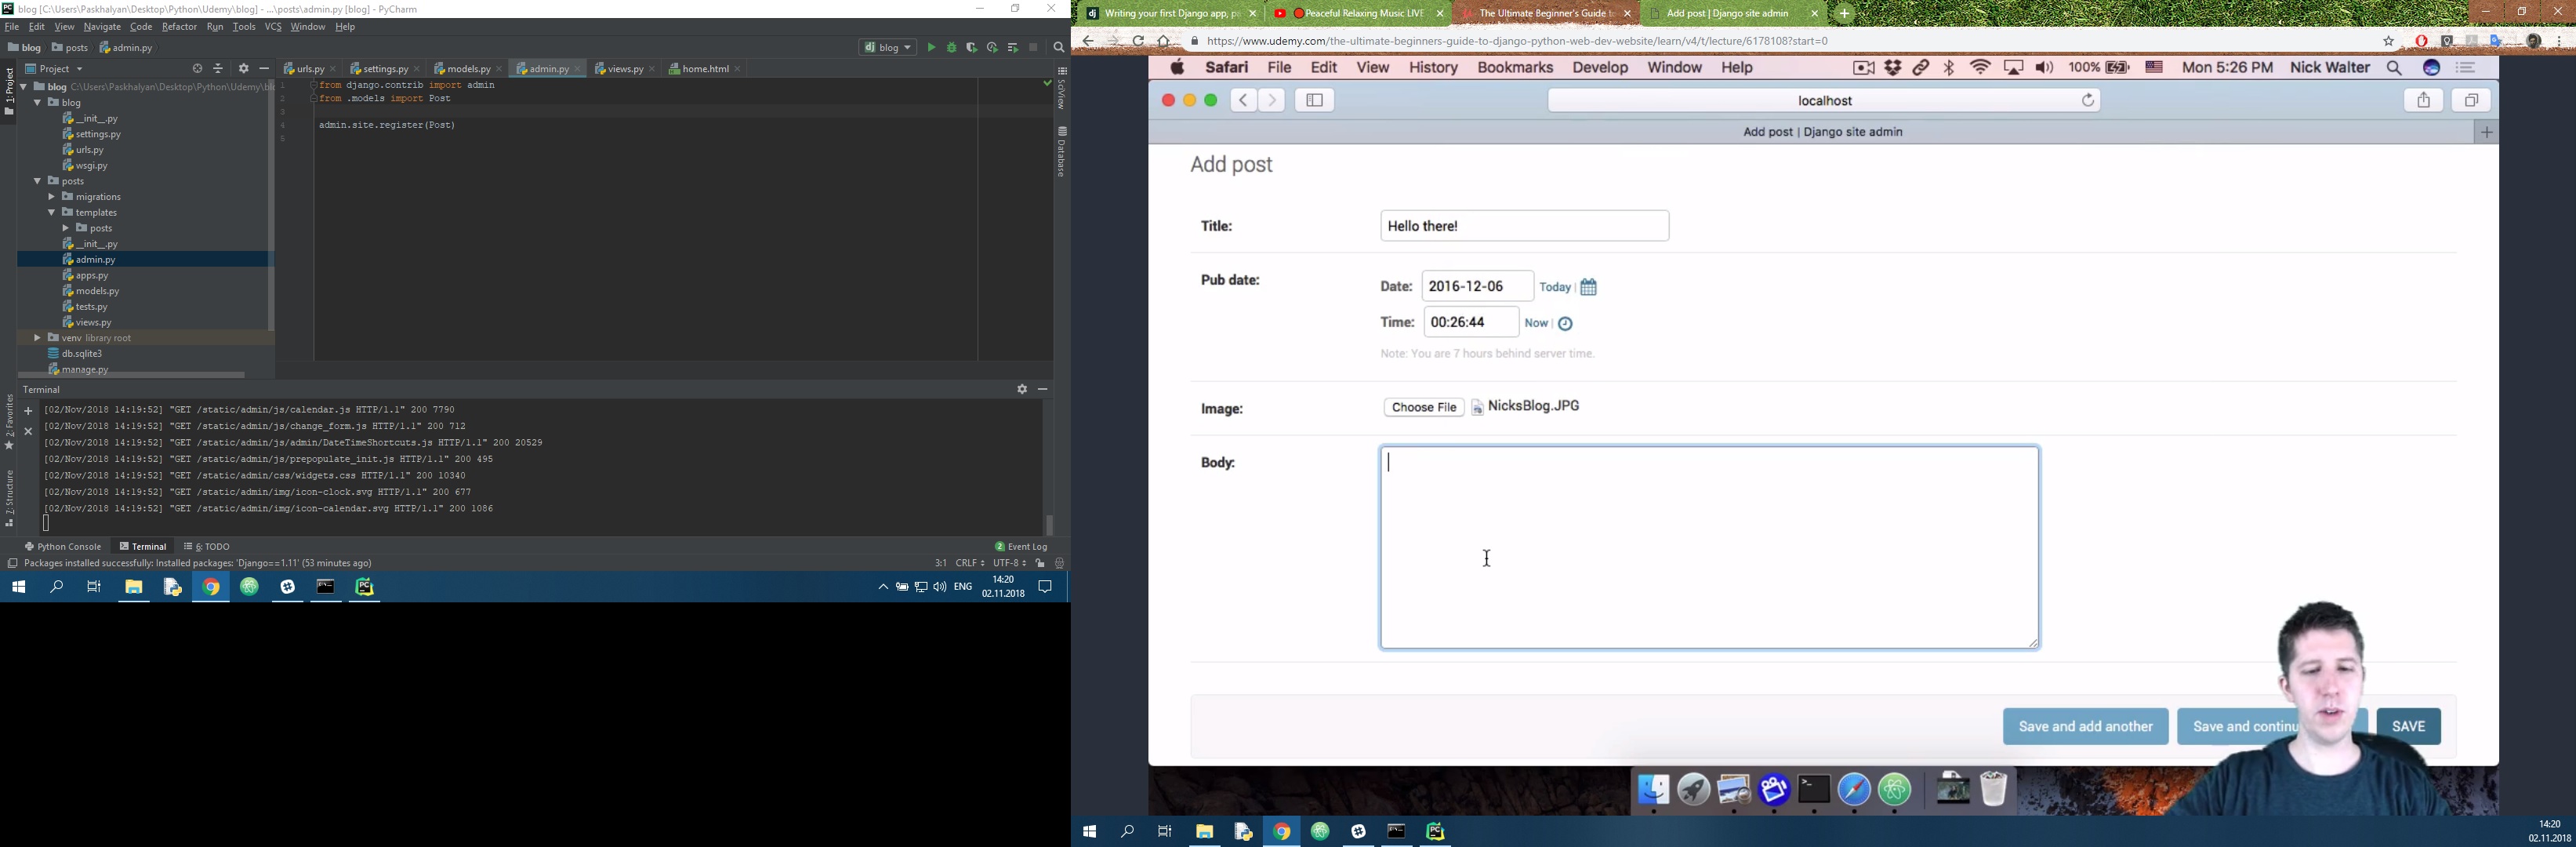 blog [C:\Users\Paskhalyan\Desktop\Python\Udemy\blog] - ...\posts\admin.py [blog] - PyCharm
File Edit View Navigate Code Refactor Run Tools VCS Window Help
blog posts admin.py
blog
Project
urls.py settings.py models.py admin.py views.py home.html
1: Project
blog C:\Users\Paskhalyan\Desktop\Python\Udemy\blo
blog
__init__.py
settings.py
urls.py
wsgi.py
posts
migrations
templates
posts
__init__.py
admin.py
apps.py
models.py
tests.py
views.py
venv library root
db.sqlite3
manage.py
1 from django.contrib import admin
2 from .models import Post
3
4 admin.site.register(Post)
5
SciView
Database
2: Favorites
7: Structure
Terminal
[02/Nov/2018 14:19:52] "GET /static/admin/js/calendar.js HTTP/1.1" 200 7790
[02/Nov/2018 14:19:52] "GET /static/admin/js/change_form.js HTTP/1.1" 200 712
[02/Nov/2018 14:19:52] "GET /static/admin/js/admin/DateTimeShortcuts.js HTTP/1.1" 200 20529
[02/Nov/2018 14:19:52] "GET /static/admin/js/prepopulate_init.js HTTP/1.1" 200 495
[02/Nov/2018 14:19:52] "GET /static/admin/css/widgets.css HTTP/1.1" 200 10340
[02/Nov/2018 14:19:52] "GET /static/admin/img/icon-clock.svg HTTP/1.1" 200 677
[02/Nov/2018 14:19:52] "GET /static/admin/img/icon-calendar.svg HTTP/1.1" 200 1086
Python Console Terminal 6: TODO 2 Event Log
Packages installed successfully: Installed packages: 'Django==1.11' (53 minutes ago)
3:1 CRLF UTF-8
ENG
14:20
02.11.2018
Writing your first Django app, pa
Peaceful Relaxing Music LIVE
The Ultimate Beginner's Guide to
Add post | Django site admin
https://www.udemy.com/the-ultimate-beginners-guide-to-django-python-web-dev-website/learn/v4/t/lecture/6178108?start=0
Safari File Edit View History Bookmarks Develop Window Help 100% Mon 5:26 PM Nick Walter
localhost
Add post | Django site admin
Add post
Title: Hello there!
Pub date:
Date: 2016-12-06 Today
Time: 00:26:44 Now
Note: You are 7 hours behind server time.
Image: Choose File NicksBlog.JPG
Body:
Save and add another
Save and continu
SAVE
14:20
02.11.2018